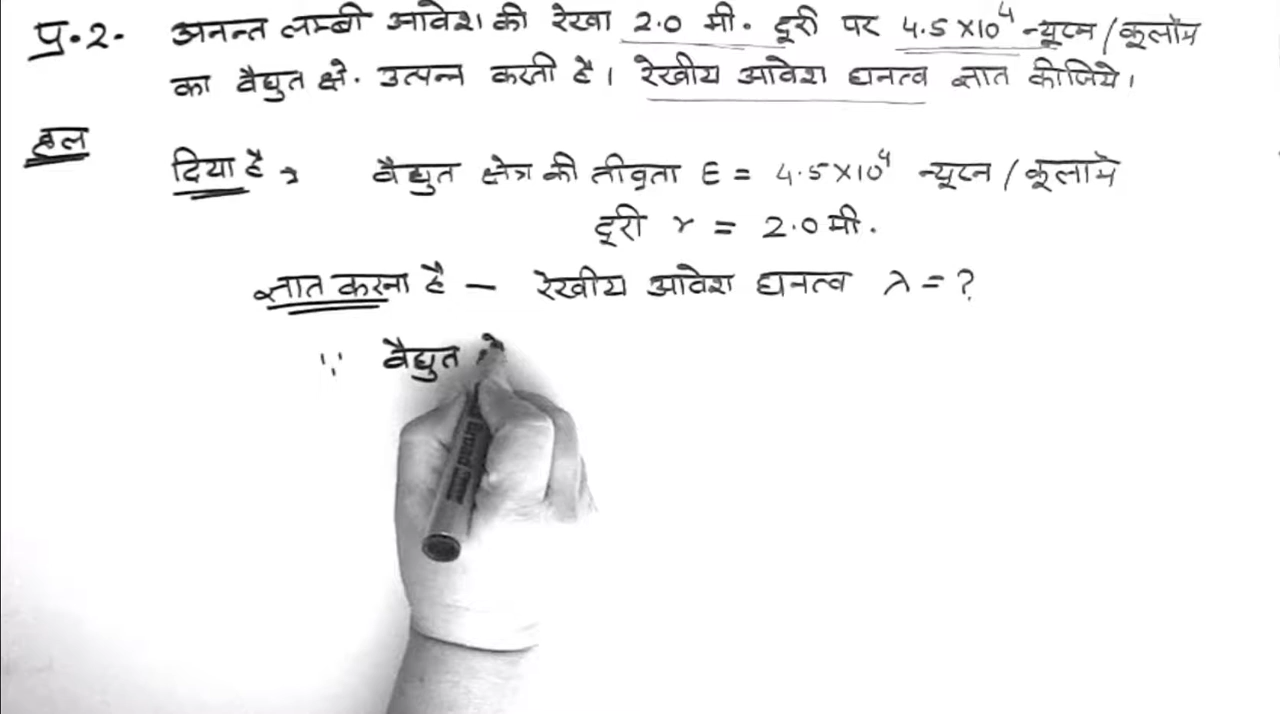 प्र.2. अनन्त लम्बी आवेश की रेखा 2.0 मी. दूरी पर 4.5×10⁴ न्यूटन/कूलॉम
का वैद्युत क्षे. उत्पन्न करती है। रेखीय आवेश घनत्व ज्ञात कीजिये।
हल
दिया है → वैद्युत क्षेत्र की तीव्रता E = 4.5×10⁴ न्यूटन/कूलॉम
दूरी r = 2.0 मी.
ज्ञात करना है – रेखीय आवेश घनत्व λ = ?
∵ वैद्युत